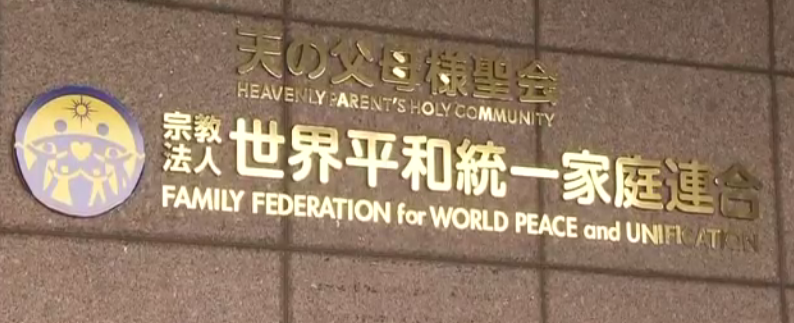 天の父母様聖会
HEAVENLY PARENT'S HOLY COMMUNITY
宗教法人 世界平和統一家庭連合
FAMILY FEDERATION for WORLD PEACE and UNIFICATION